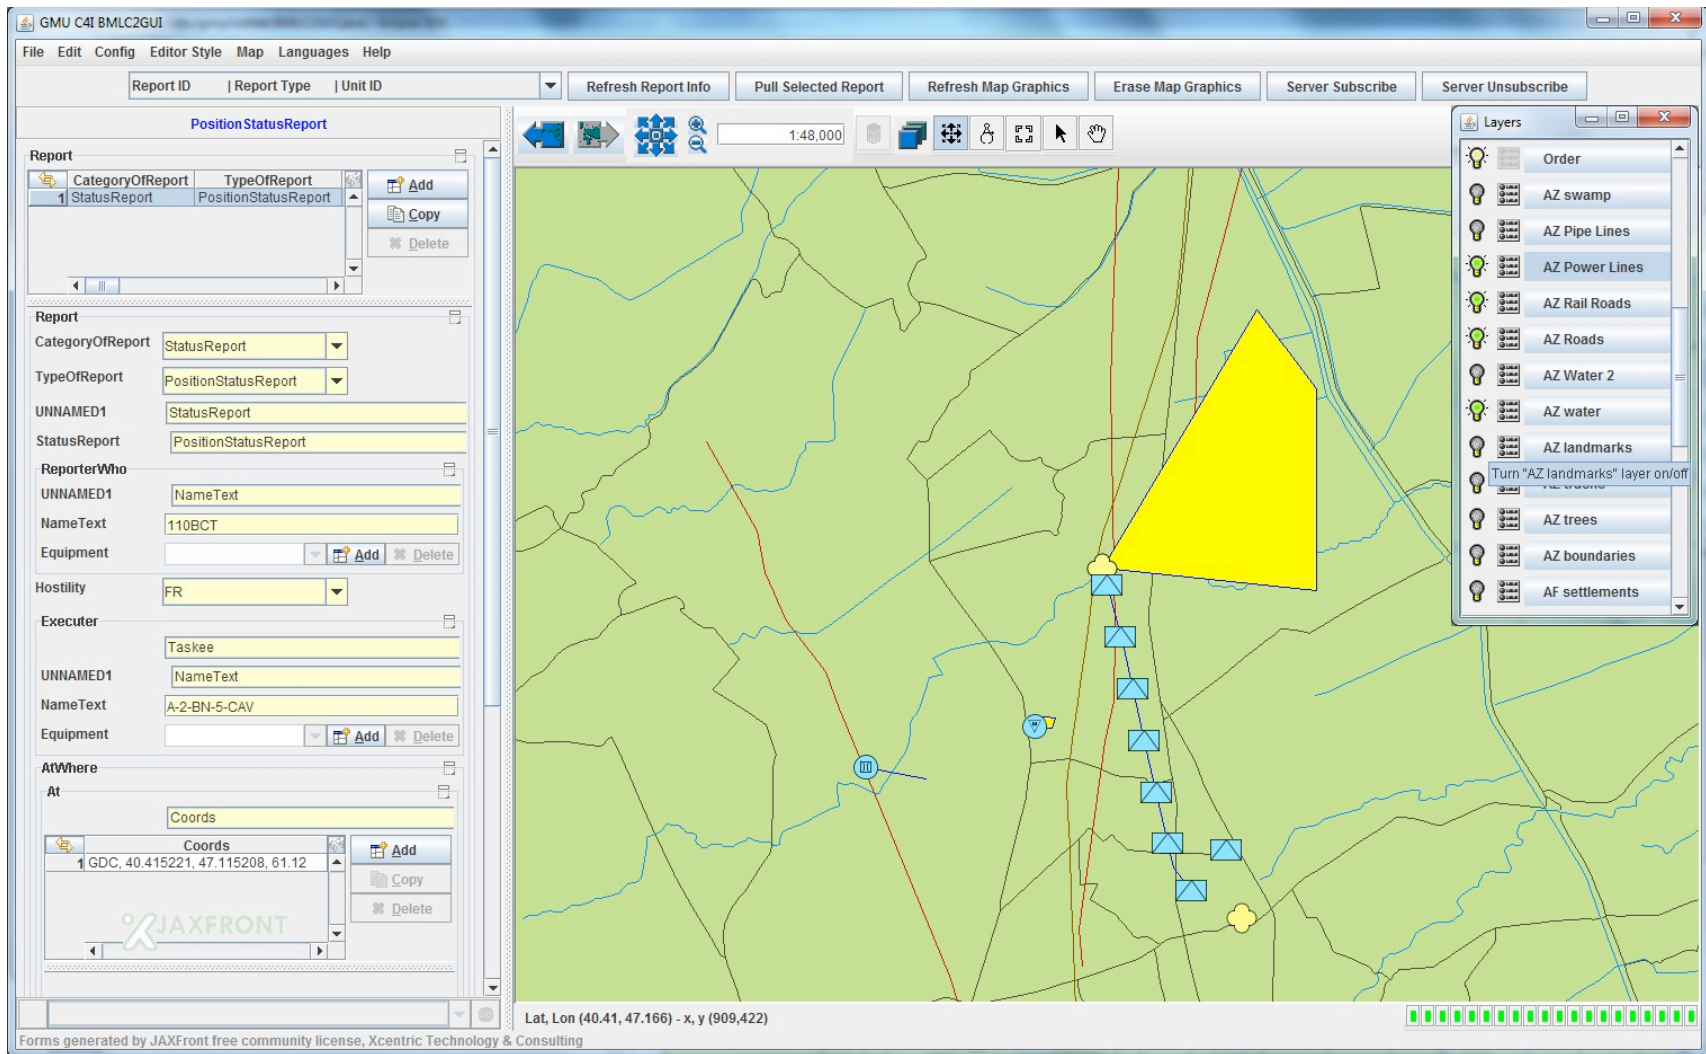 GMU C4I BMLC2GUI
File Edit Config Editor Style Map Languages Help
Report ID | Report Type | Unit ID
Refresh Report Info
Pull Selected Report
Refresh Map Graphics
Erase Map Graphics
Server Subscribe
Server Unsubscribe
PositionStatusReport
Report
CategoryOfReport TypeOfReport
1 StatusReport PositionStatusReport
Add
Copy
Delete
Report
CategoryOfReport StatusReport
TypeOfReport PositionStatusReport
UNNAMED1 StatusReport
StatusReport PositionStatusReport
ReporterWho
UNNAMED1 NameText
NameText 110BCT
Equipment Add Delete
Hostility FR
Executer
Taskee
UNNAMED1 NameText
NameText A-2-BN-5-CAV
Equipment Add Delete
AtWhere
At
Coords
Coords
1 GDC, 40.415221, 47.115208, 61.12
Add
Copy
Delete
JAXFRONT
1:48,000
Layers
Order
AZ swamp
AZ Pipe Lines
AZ Power Lines
AZ Rail Roads
AZ Roads
AZ Water 2
AZ water
AZ landmarks
Turn "AZ landmarks" layer on/off
AZ trees
AZ boundaries
AF settlements
Lat, Lon (40.41, 47.166) - x, y (909,422)
Forms generated by JAXFront free community license, Xcentric Technology & Consulting